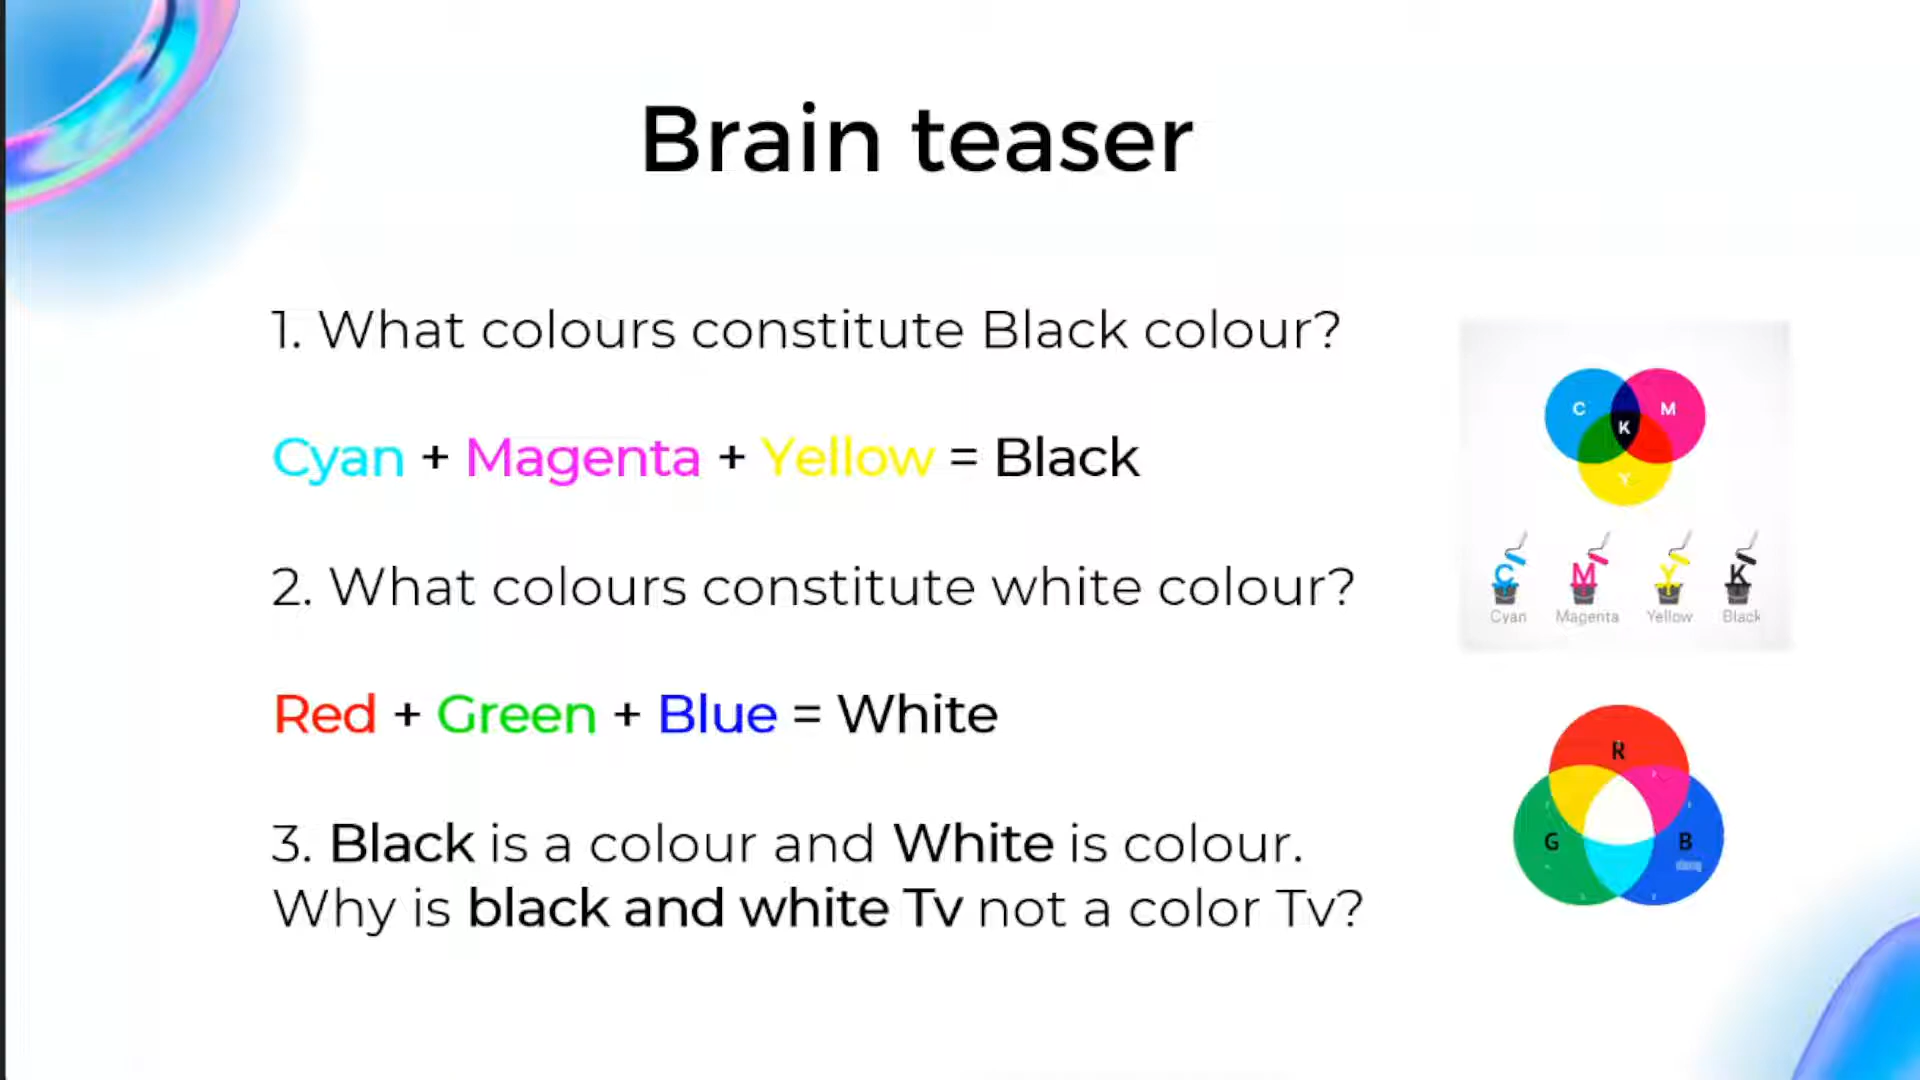 Brain teaser
1. What colours constitute Black colour?
Cyan + Magenta + Yellow = Black
2. What colours constitute white colour?
Red + Green + Blue = White
3. Black is a colour and White is colour.
Why is black and white Tv not a color Tv?
C M
K
Y
C M Y K
Cyan Magenta Yellow Black
R
G B